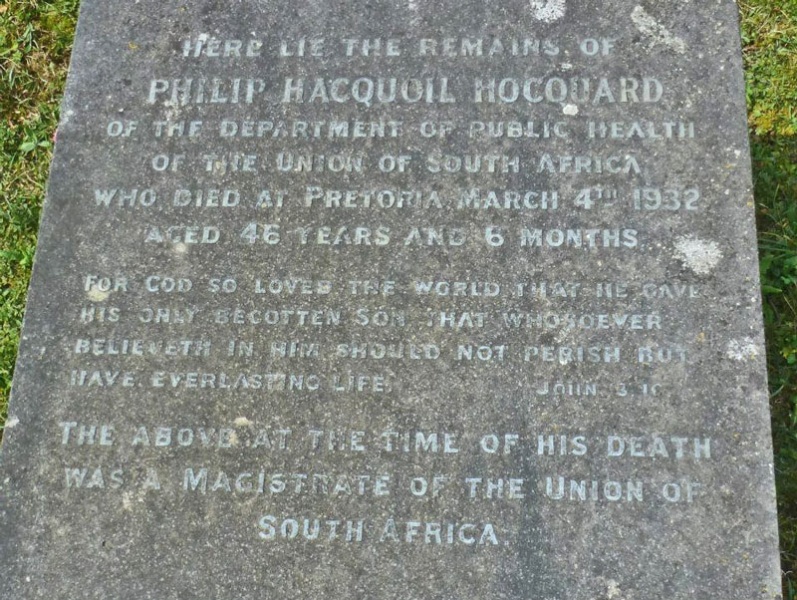 HERE LIE THE REMAINS OF
PHILIP HACQUOIL HOCQUARD
OF THE DEPARTMENT OF PUBLIC HEALTH
OF THE UNION OF SOUTH AFRICA
WHO DIED AT PRETORIA MARCH 4TH 1932
AGED 46 YEARS AND 6 MONTHS.
FOR GOD SO LOVED THE WORLD THAT HE GAVE
HIS ONLY BEGOTTEN SON THAT WHOSOEVER
BELIEVETH IN HIM SHOULD NOT PERISH BUT
HAVE EVERLASTING LIFE. JOHN 3.16
THE ABOVE AT THE TIME OF HIS DEATH
WAS A MAGISTRATE OF THE UNION OF
SOUTH AFRICA.